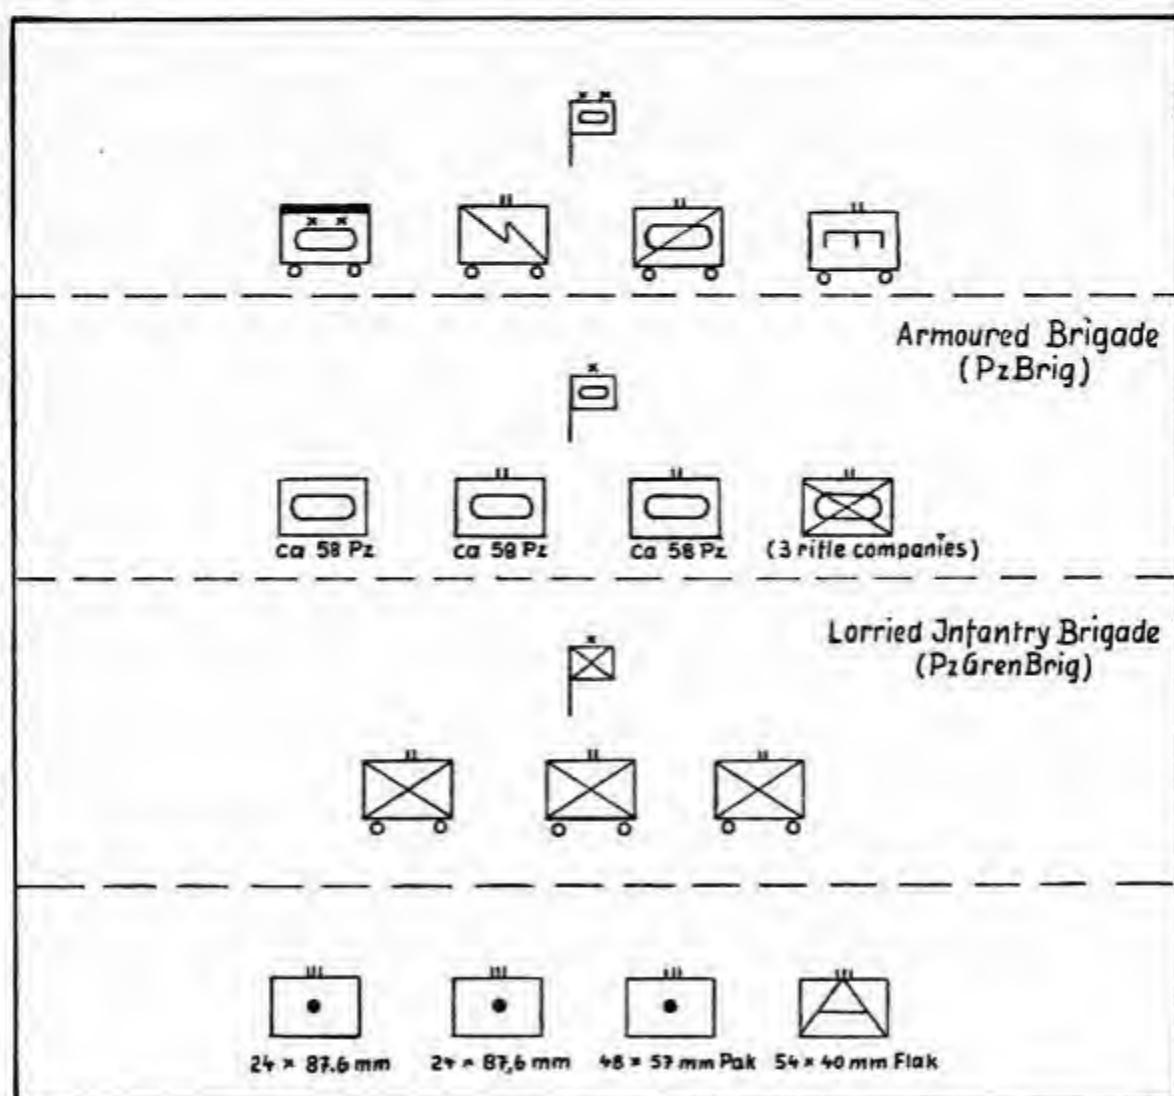 Armoured Brigade
(PzBrig)
ca 58 Pz
ca 58 Pz
ca 58 Pz
(3 rifle companies)
Lorried Infantry Brigade
(PzGrenBrig)
24 × 87.6 mm
24 × 87,6 mm
48 × 57 mm Pak
54 × 40 mm Flak